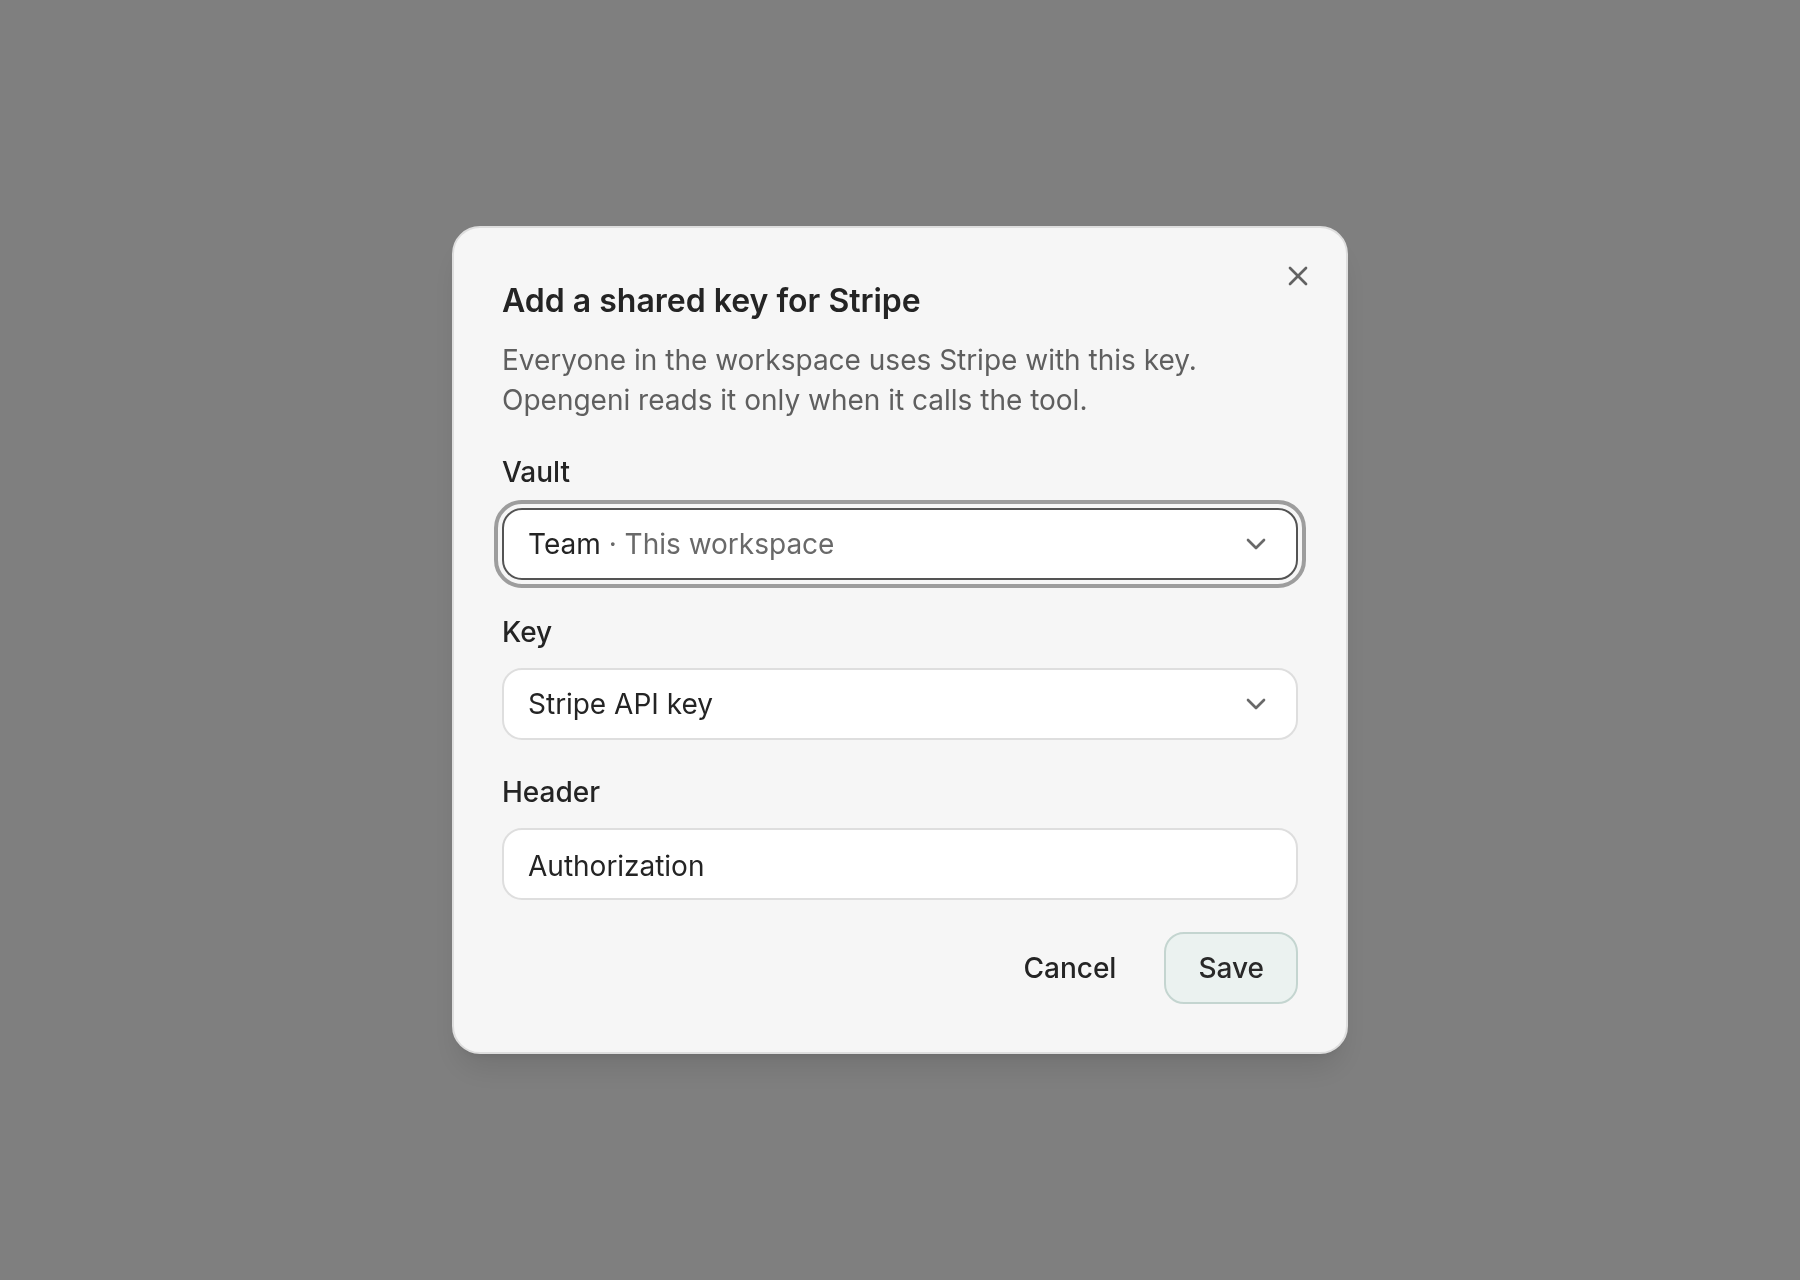 Add a shared key for Stripe
Everyone in the workspace uses Stripe with this key.
Opengeni reads it only when it calls the tool.
Vault
Team · This workspace
Key
Stripe API key
Header
Authorization
Cancel
Save